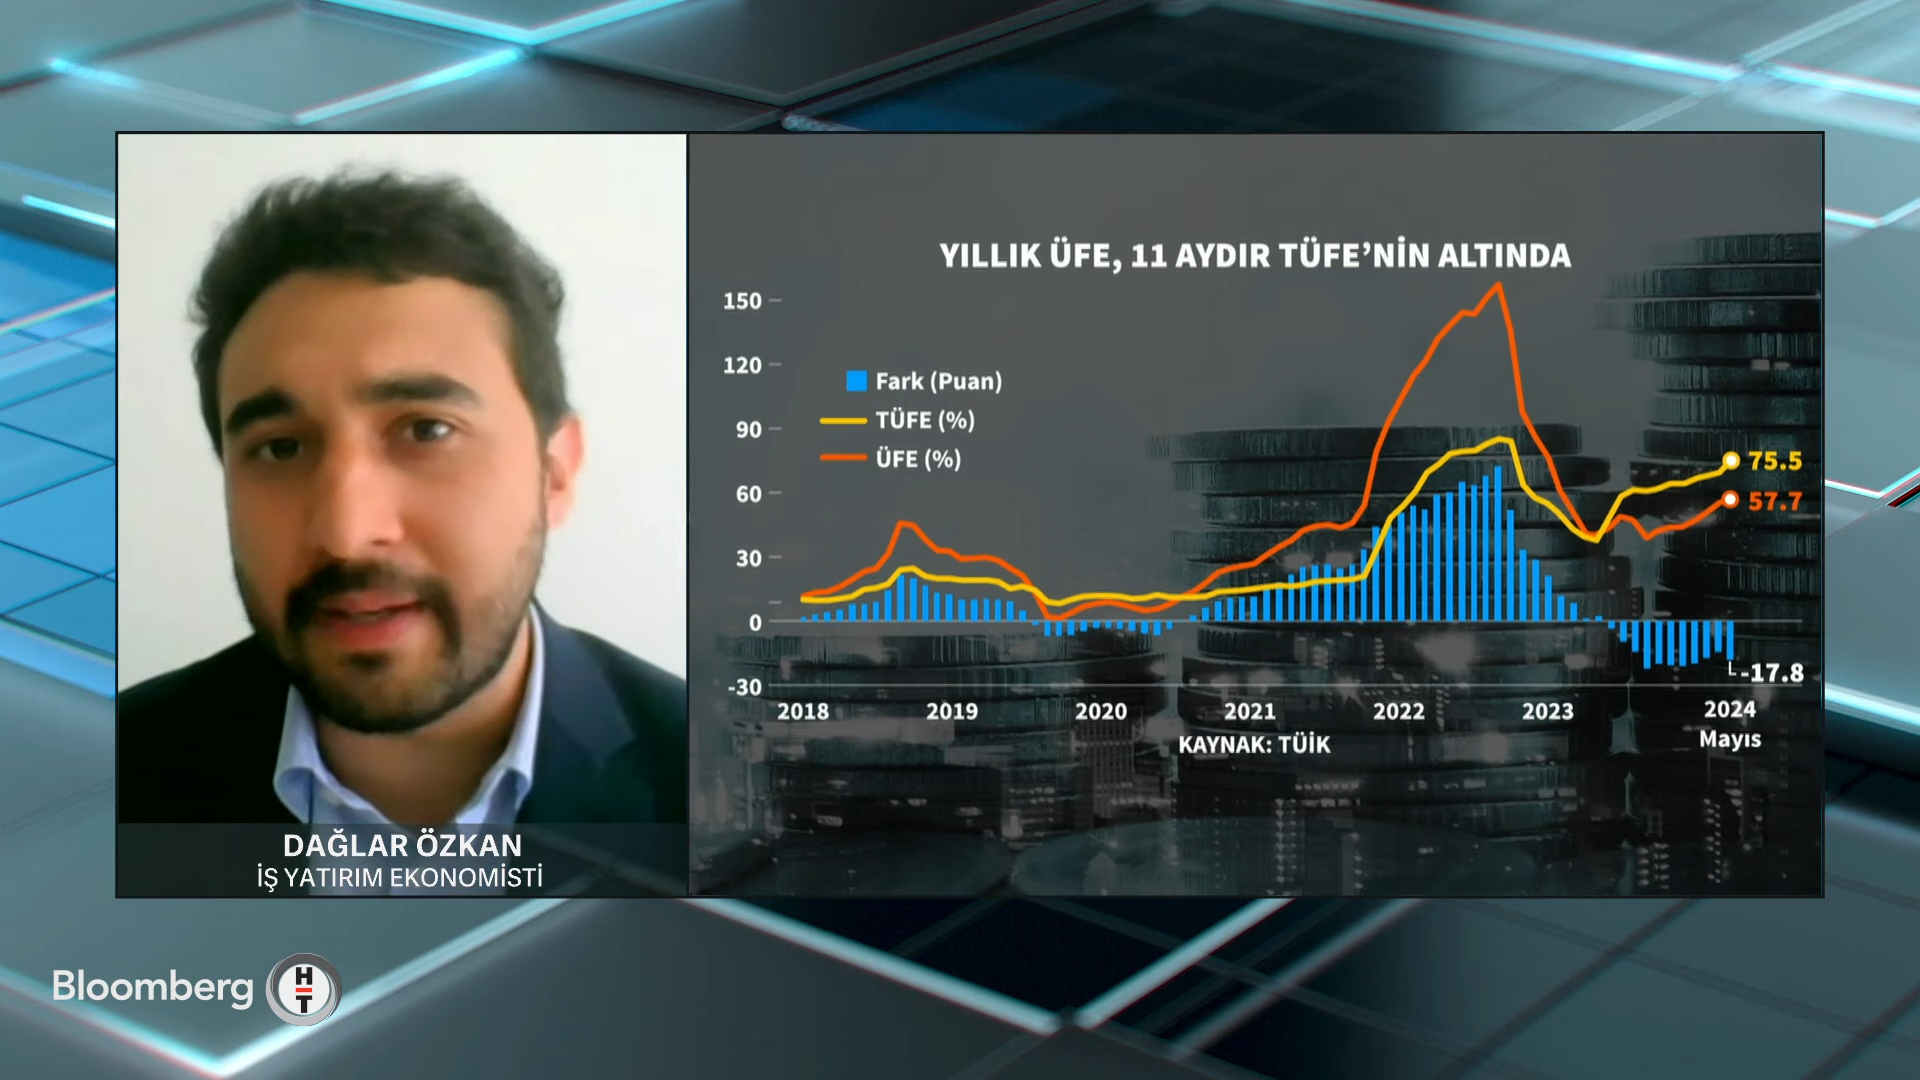 YILLIK ÜFE, 11 AYDIR TÜFE'NİN ALTINDA
150
120
90
60
30
0
-30
Fark (Puan)
TÜFE (%)
ÜFE (%)
75.5
57.7
-17.8
2018 2019 2020 2021 2022 2023 2024
Mayıs
KAYNAK: TÜİK
DAĞLAR ÖZKAN
İŞ YATIRIM EKONOMİSTİ
Bloomberg HT